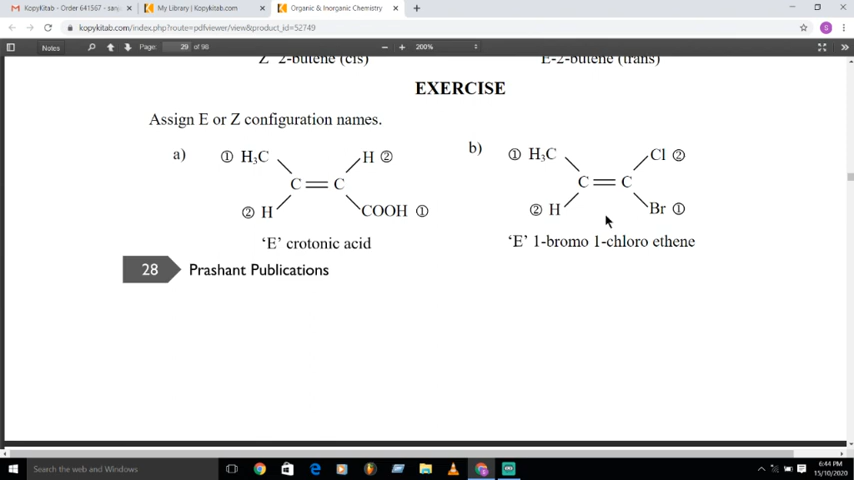 KopyKitab - Order 641567 - sanj
My Library | Kopykitab.com
Organic & Inorganic Chemistry
kopykitab.com/index.php?route=pdfviewer/view&product_id=52749
Notes
Page: 29 of 98
200%
Z 2-butene (cis)
E-2-butene (trans)
EXERCISE
Assign E or Z configuration names.
a) ① H₃C H ②
C = C
② H COOH ①
'E' crotonic acid
b) ① H₃C Cl ②
C = C
② H Br ①
'E' 1-bromo 1-chloro ethene
28 Prashant Publications
Search the web and Windows
6:44 PM
15/10/2020